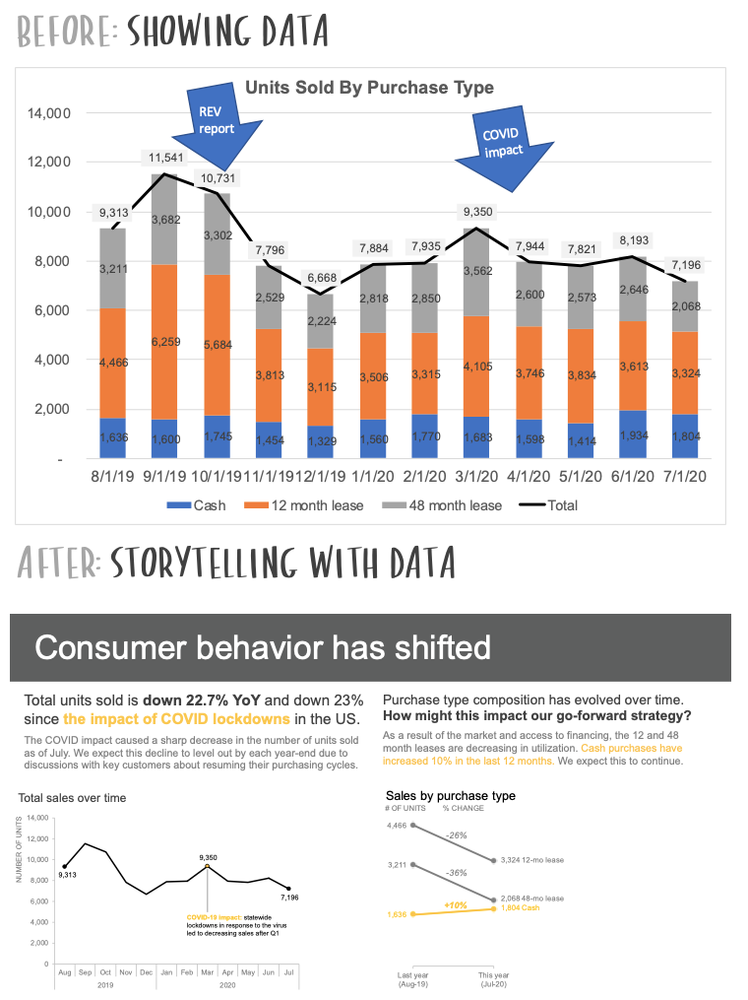 BEFORE: SHOWING DATA
Units Sold By Purchase Type
REV
report
COVID
impact
14,000
12,000
10,000
8,000
6,000
4,000
2,000
-
9,313
11,541
10,731
7,796
6,668
7,884
7,935
9,350
7,944
7,821
8,193
7,196
3,211
3,682
3,302
2,529
2,224
2,818
2,850
3,562
2,600
2,573
2,646
2,068
4,466
6,259
5,684
3,813
3,115
3,506
3,315
4,105
3,746
3,834
3,613
3,324
1,636
1,600
1,745
1,454
1,329
1,560
1,770
1,683
1,598
1,414
1,934
1,804
8/1/19 9/1/19 10/1/19 11/1/19 12/1/19 1/1/20 2/1/20 3/1/20 4/1/20 5/1/20 6/1/20 7/1/20
Cash 12 month lease 48 month lease Total
AFTER: STORYTELLING WITH DATA
Consumer behavior has shifted
Total units sold is down 22.7% YoY and down 23%
since the impact of COVID lockdowns in the US.
The COVID impact caused a sharp decrease in the number of units sold
as of July. We expect this decline to level out by each year-end due to
discussions with key customers about resuming their purchasing cycles.
Purchase type composition has evolved over time.
How might this impact our go-forward strategy?
As a result of the market and access to financing, the 12 and 48
month leases are decreasing in utilization. Cash purchases have
increased 10% in the last 12 months. We expect this to continue.
Total sales over time
NUMBER OF UNITS
14,000
12,000
10,000
8,000
6,000
4,000
2,000
0
9,313
9,350
7,196
COVID-19 impact: statewide
lockdowns in response to the virus
led to decreasing sales after Q1
Aug Sep Oct Nov Dec Jan Feb Mar Apr May Jun Jul
2019 2020
Sales by purchase type
# OF UNITS % CHANGE
4,466
-26%
3,324 12-mo lease
3,211
-36%
2,068 48-mo lease
1,636
+10%
1,804 Cash
Last year
(Aug-19)
This year
(Jul-20)